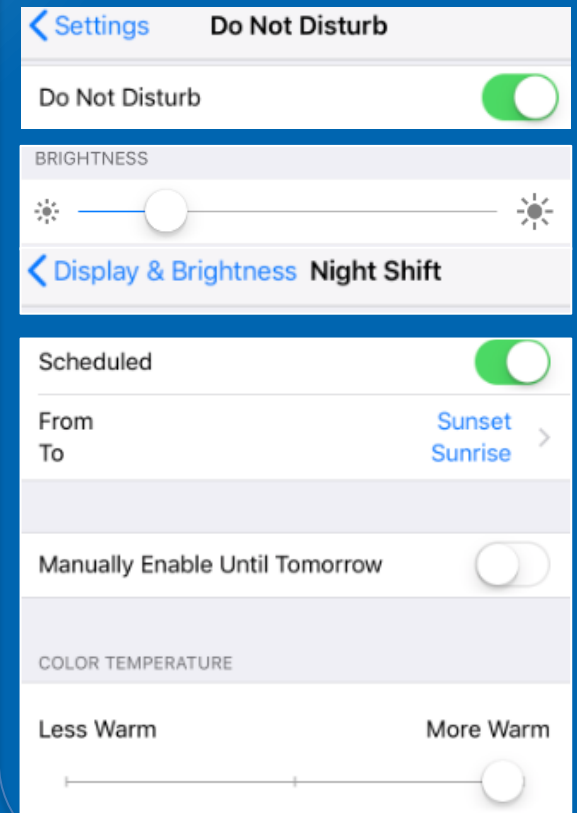 Settings Do Not Disturb
Do Not Disturb
BRIGHTNESS
Display & Brightness Night Shift
Scheduled
From Sunset
To Sunrise
Manually Enable Until Tomorrow
COLOR TEMPERATURE
Less Warm More Warm